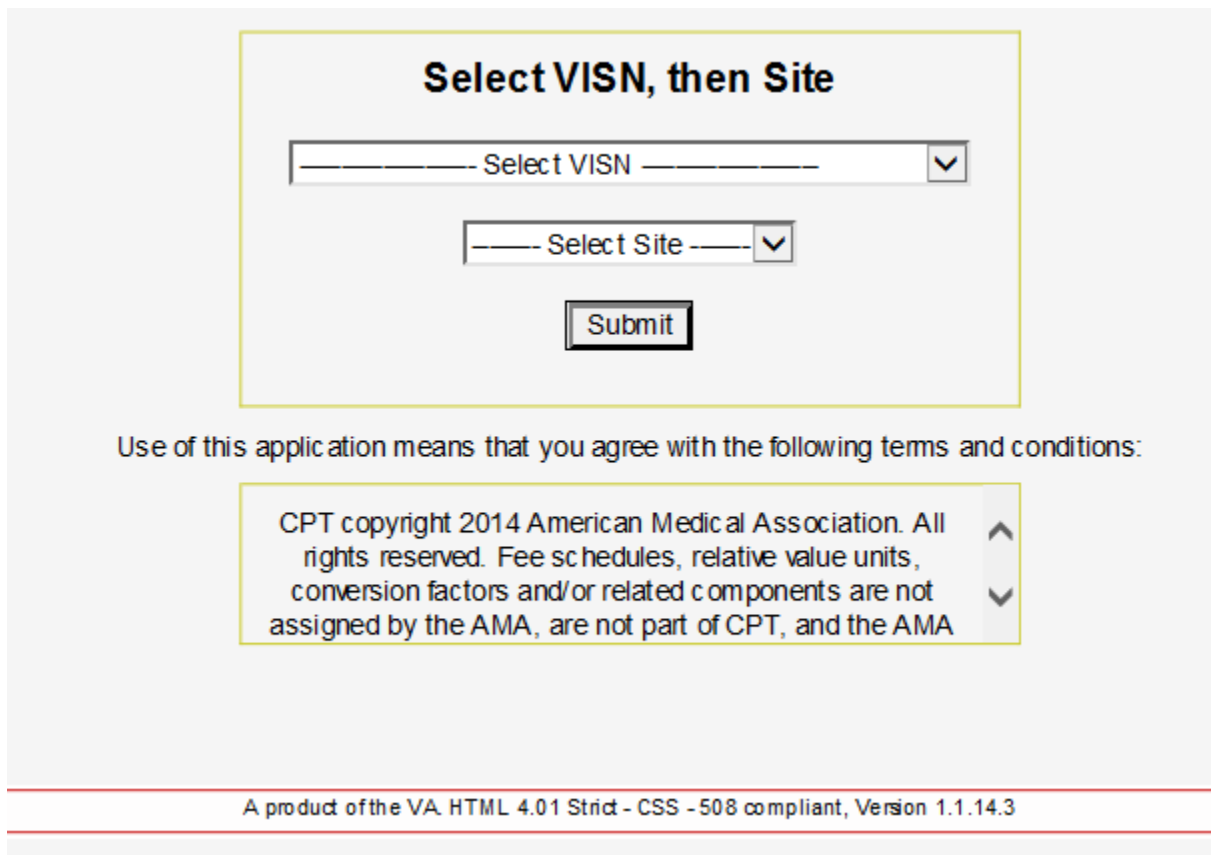 Select VISN, then Site
-------------------- Select VISN --------------------
-------- Select Site -------
Submit
Use of this application means that you agree with the following terms and conditions:
CPT copyright 2014 American Medical Association. All
rights reserved. Fee schedules, relative value units,
conversion factors and/or related components are not
assigned by the AMA, are not part of CPT, and the AMA
A product of the VA. HTML 4.01 Strict - CSS - 508 compliant, Version 1.1.14.3